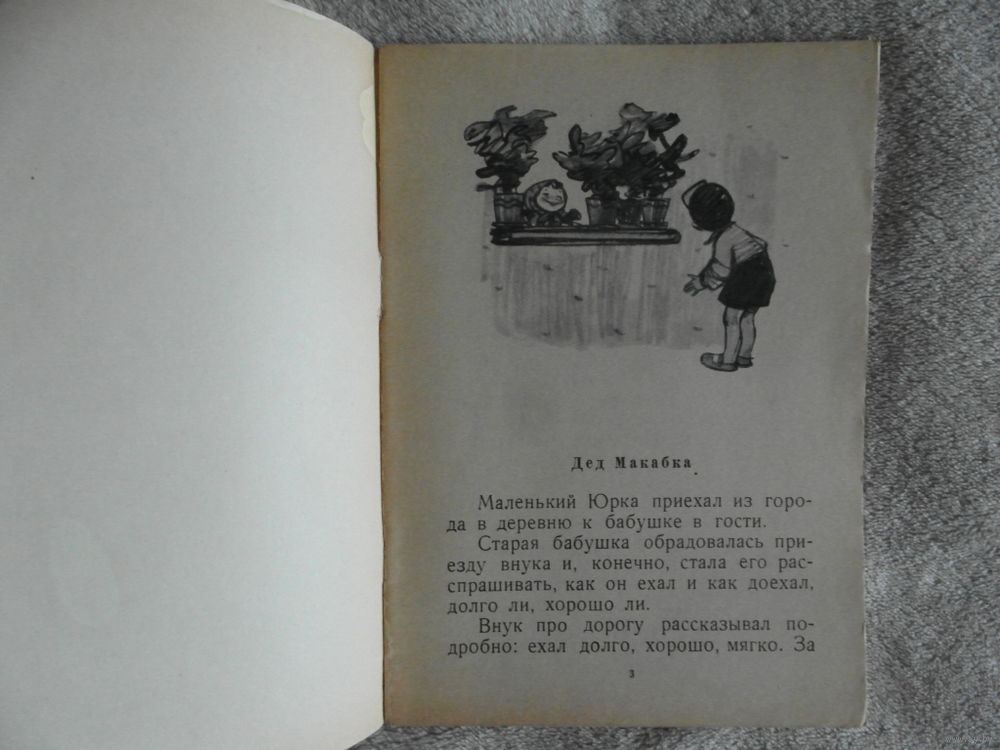 Дед Макабка
Маленький Юрка приехал из горо-
да в деревню к бабушке в гости.
Старая бабушка обрадовалась при-
езду внука и, конечно, стала его рас-
спрашивать, как он ехал и как доехал,
долго ли, хорошо ли.
Внук про дорогу рассказывал по-
дробно: ехал долго, хорошо, мягко. За
3